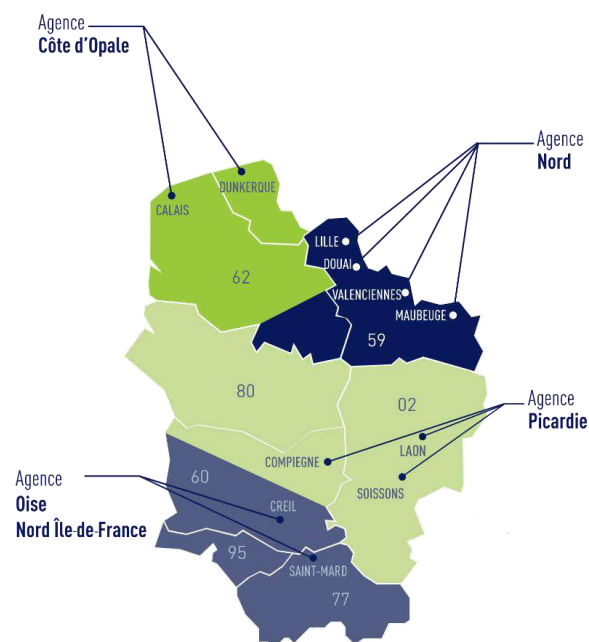 Agence
Côte d'Opale
DUNKERQUE
CALAIS
Agence
Nord
LILLE
DOUAI
62
VALENCIENNES
MAUBEUGE
59
80
02
Agence
Picardie
LAON
COMPIEGNE
60
SOISSONS
Agence
Oise
Nord Île-de-France
CREIL
95
SAINT-MARD
77